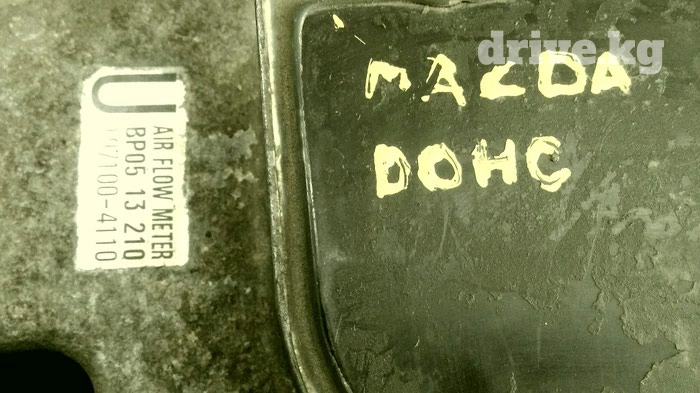 drive.kg
MAZDA
DOHC
U
AIR FLOW METER
BP05 13 210
197100-4110